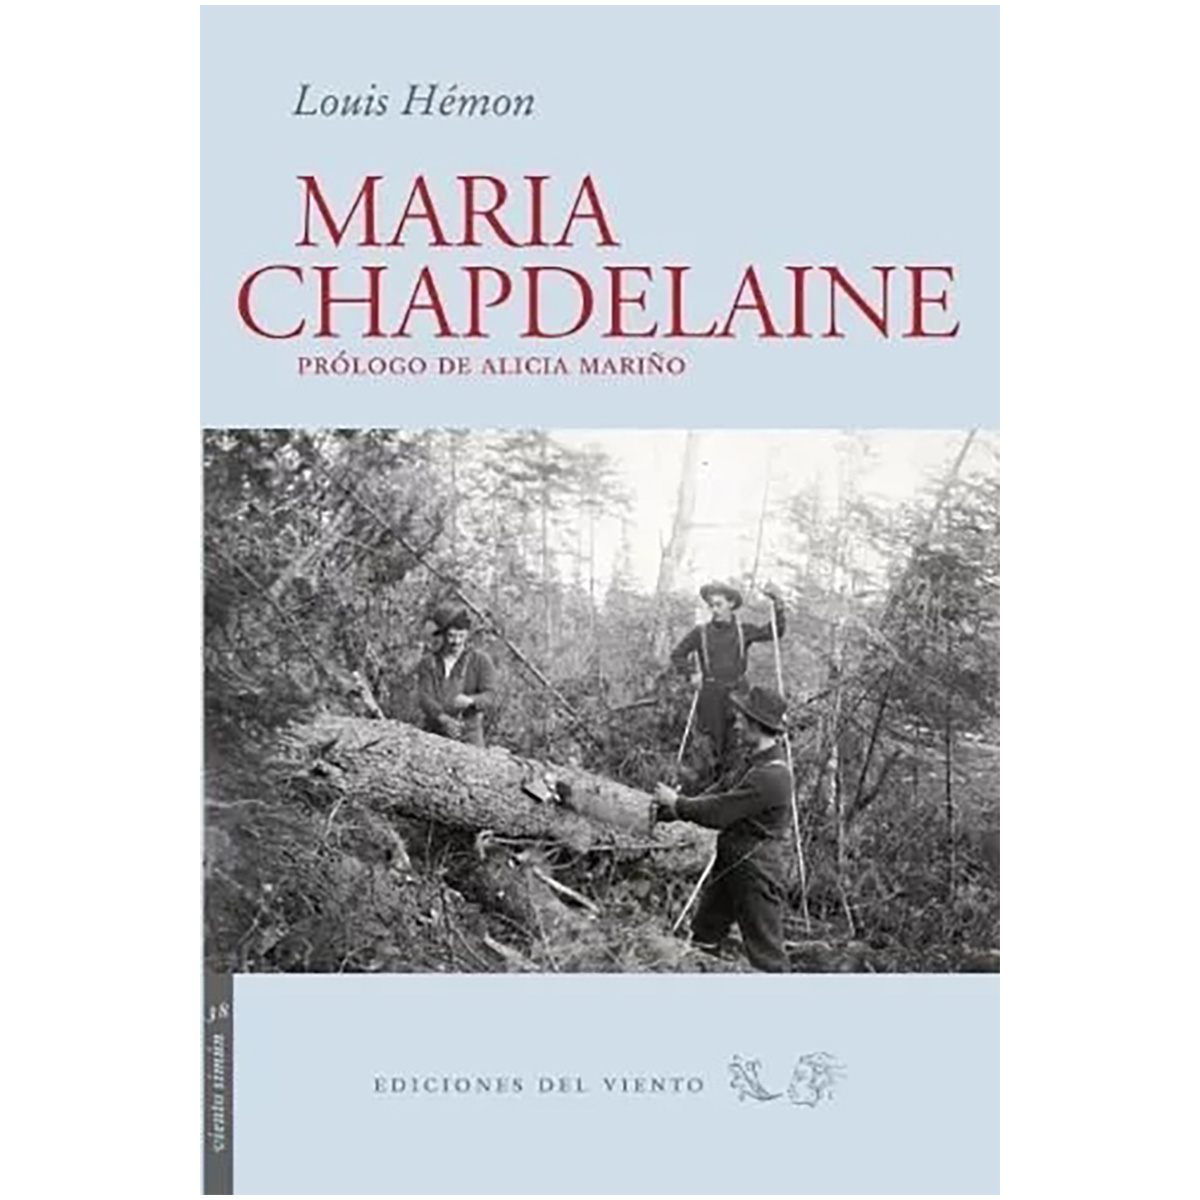 Louis Hémon
MARIA
CHAPDELAINE
PRÓLOGO DE ALICIA MARIÑO
38
viento simún
EDICIONES DEL VIENTO